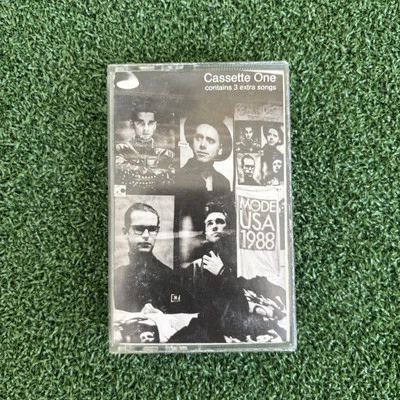 Cassette One
contains 3 extra songs
MODE
USA
1988